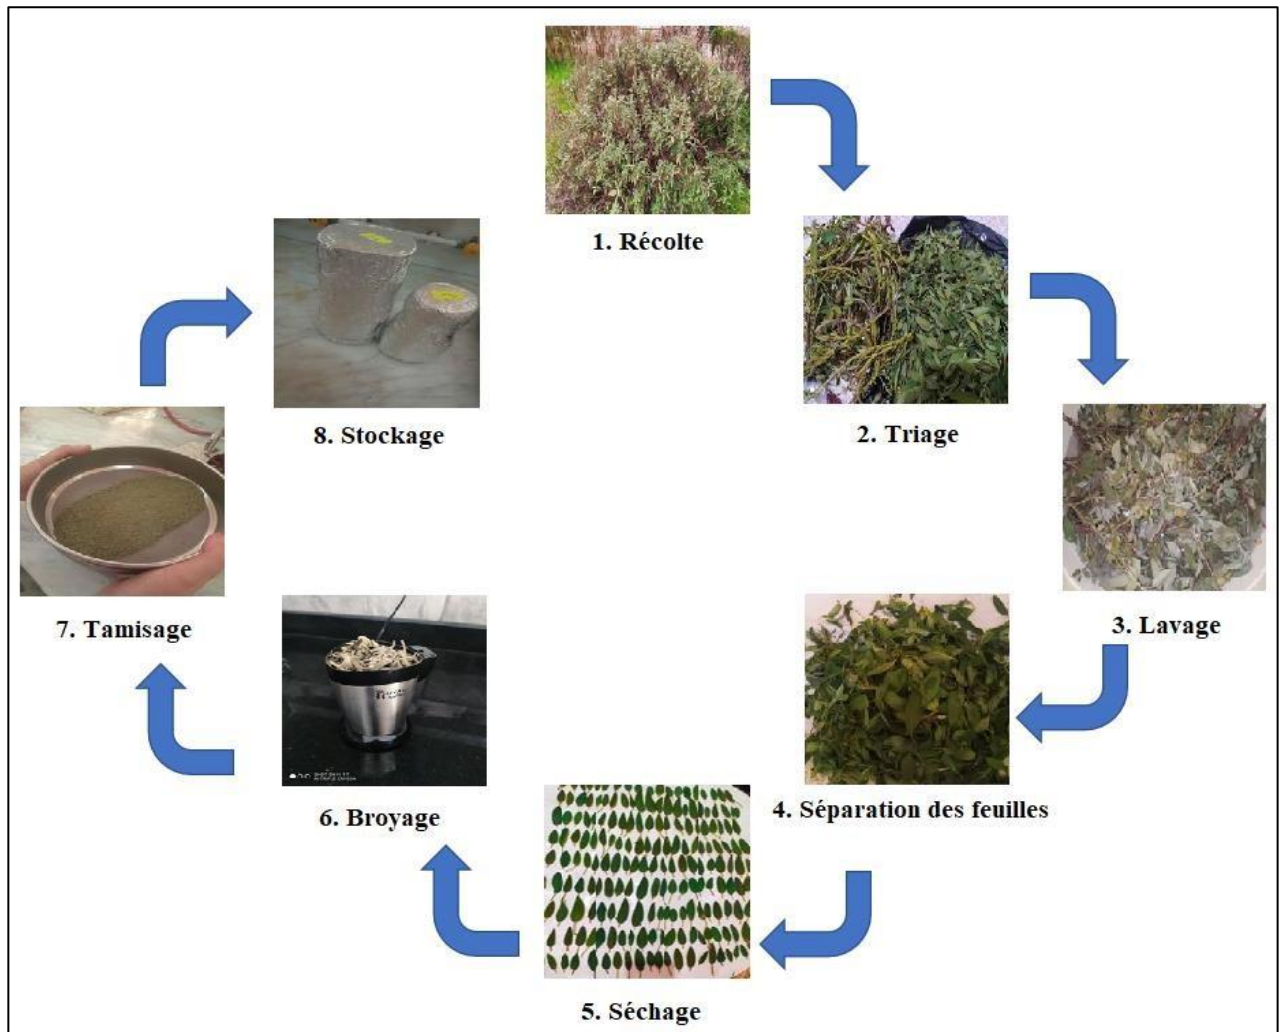 1. Récolte
2. Triage
3. Lavage
4. Séparation des feuilles
5. Séchage
6. Broyage
7. Tamisage
8. Stockage